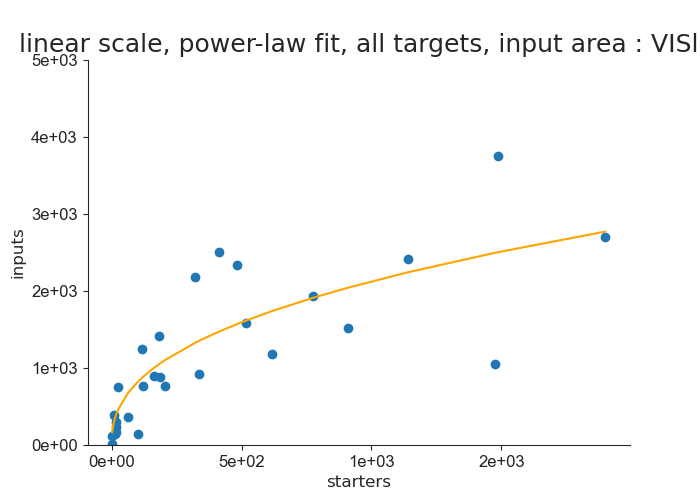 linear scale, power-law fit, all targets, input area : VISl
5e+03
4e+03
3e+03
2e+03
1e+03
0e+00
inputs
0e+00 5e+02 1e+03 2e+03
starters